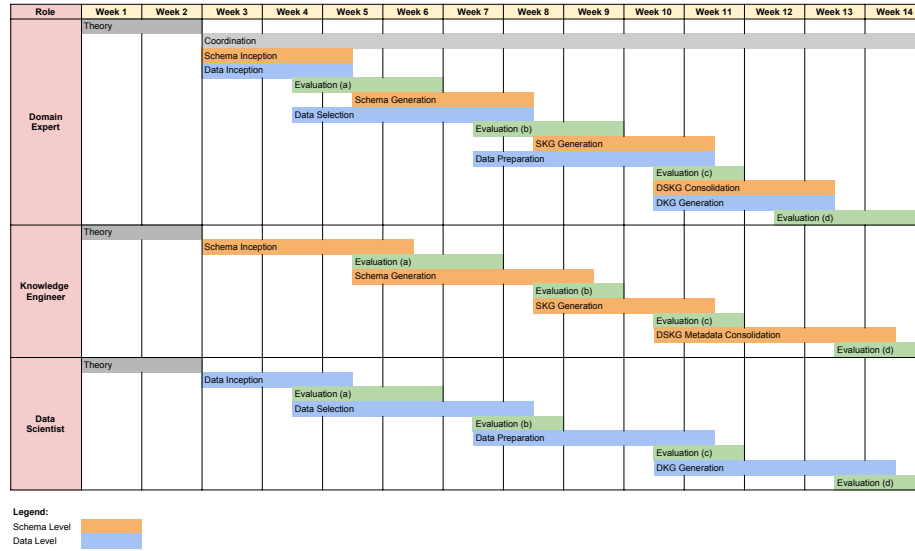 Role Week 1 Week 2 Week 3 Week 4 Week 5 Week 6 Week 7 Week 8 Week 9 Week 10 Week 11 Week 12 Week 13 Week 14
Domain Expert
Theory
Coordination
Schema Inception
Data Inception
Evaluation (a)
Schema Generation
Data Selection
Evaluation (b)
SKG Generation
Data Preparation
Evaluation (c)
DSKG Consolidation
DKG Generation
Evaluation (d)
Knowledge Engineer
Theory
Schema Inception
Evaluation (a)
Schema Generation
Evaluation (b)
SKG Generation
Evaluation (c)
DSKG Metadata Consolidation
Evaluation (d)
Data Scientist
Theory
Data Inception
Evaluation (a)
Data Selection
Evaluation (b)
Data Preparation
Evaluation (c)
DKG Generation
Evaluation (d)
Legend:
Schema Level
Data Level